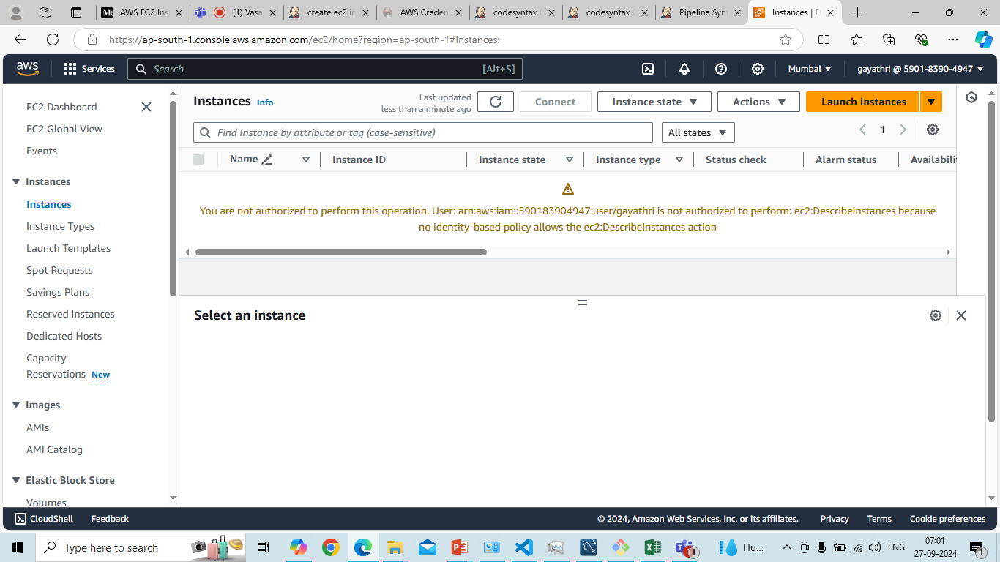 AWS EC2 Ins
(1) Vasa
create ec2 in
AWS Creden
codesyntax
codesyntax
Pipeline Syn
Instances | E
https://ap-south-1.console.aws.amazon.com/ec2/home?region=ap-south-1#Instances:
aws
Services
Search
[Alt+S]
Mumbai
gayathri @ 5901-8390-4947
EC2 Dashboard
EC2 Global View
Events
Instances
Instances
Instance Types
Launch Templates
Spot Requests
Savings Plans
Reserved Instances
Dedicated Hosts
Capacity
Reservations New
Images
AMIs
AMI Catalog
Elastic Block Store
Volumes
Instances Info
Last updated
less than a minute ago
Connect
Instance state
Actions
Launch instances
Find Instance by attribute or tag (case-sensitive)
All states
1
Name
Instance ID
Instance state
Instance type
Status check
Alarm status
Availabili
You are not authorized to perform this operation. User: arn:aws:iam::590183904947:user/gayathri is not authorized to perform: ec2:DescribeInstances because
no identity-based policy allows the ec2:DescribeInstances action
Select an instance
CloudShell
Feedback
© 2024, Amazon Web Services, Inc. or its affiliates.
Privacy
Terms
Cookie preferences
Type here to search
Hu...
ENG
07:01
27-09-2024